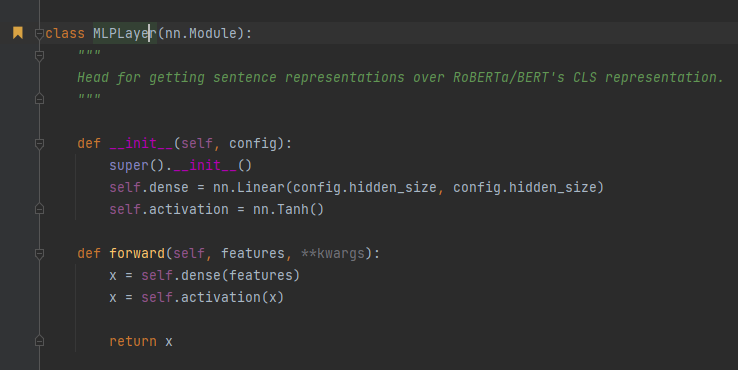 class MLPLayer(nn.Module):
"""
Head for getting sentence representations over RoBERTa/BERT's CLS representation.
"""
def __init__(self, config):
super().__init__()
self.dense = nn.Linear(config.hidden_size, config.hidden_size)
self.activation = nn.Tanh()
def forward(self, features, **kwargs):
x = self.dense(features)
x = self.activation(x)
return x